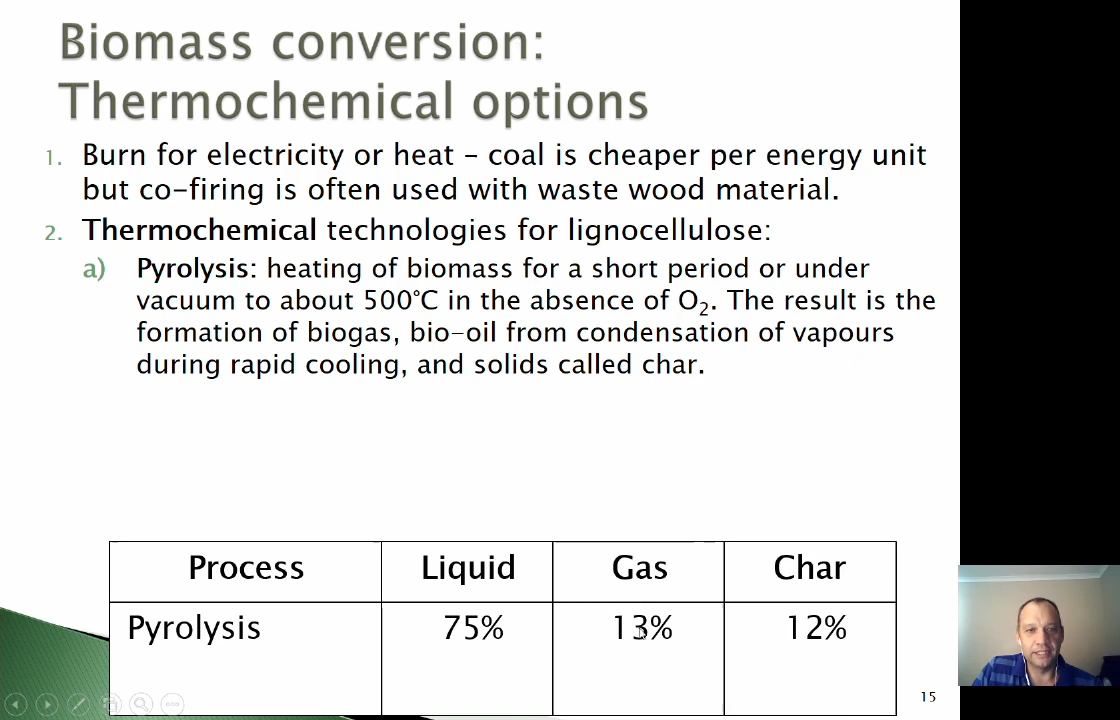 Biomass conversion:
Thermochemical options
1. Burn for electricity or heat – coal is cheaper per energy unit
but co-firing is often used with waste wood material.
2. Thermochemical technologies for lignocellulose:
a) Pyrolysis: heating of biomass for a short period or under
vacuum to about 500°C in the absence of O₂. The result is the
formation of biogas, bio-oil from condensation of vapours
during rapid cooling, and solids called char.
Process Liquid Gas Char
Pyrolysis 75% 13% 12%
15